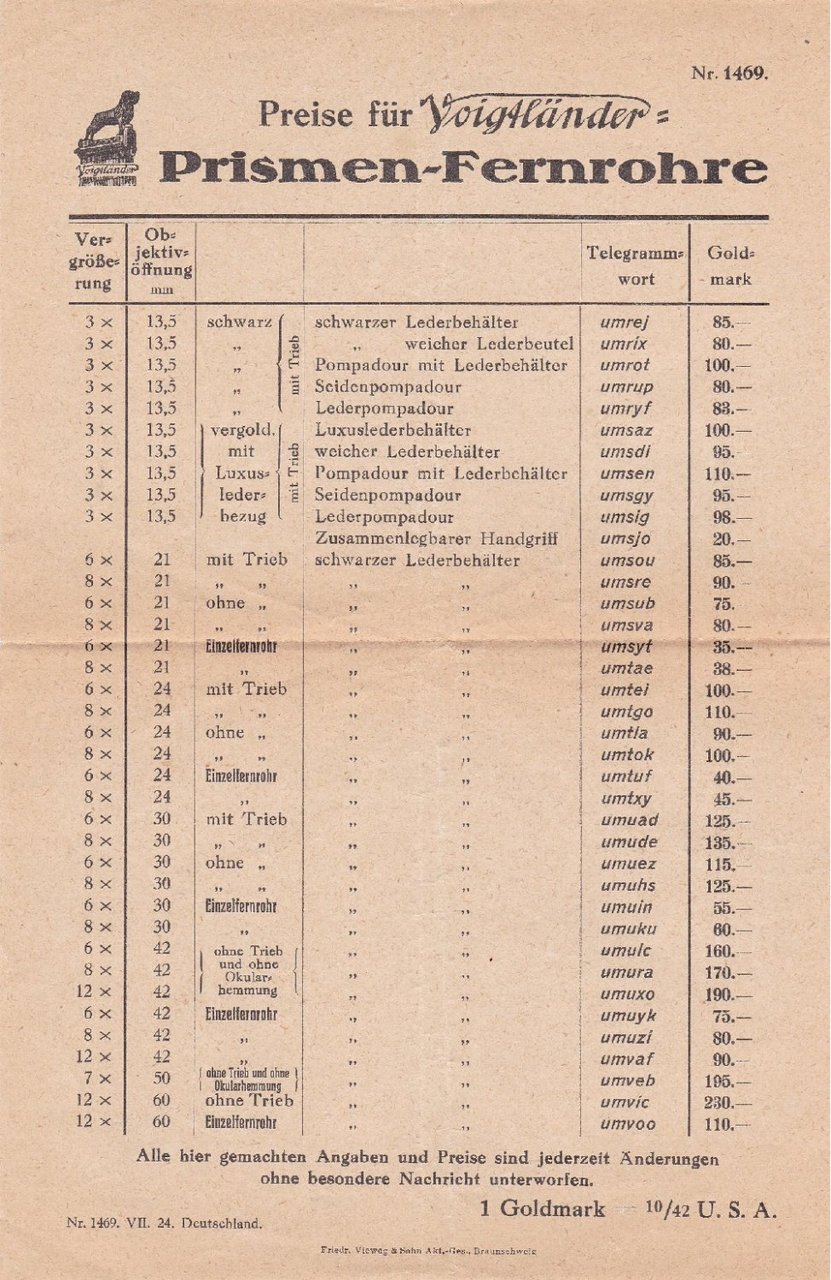 Nr. 1469.
Preise für Voigtländer=
Voigtländer
Prismen-Fernrohre
Ver=größe=rung Ob=jektiv=öffnung mm Telegramm=wort Gold=mark
3 × 13,5 schwarz mit Trieb schwarzer Lederbehälter umrej 85.—
3 × 13,5 „ „ weicher Lederbeutel umrix 80.—
3 × 13,5 „ Pompadour mit Lederbehälter umrot 100.—
3 × 13,5 „ Seidenpompadour umrup 80.—
3 × 13,5 „ Lederpompadour umryf 83.—
3 × 13,5 vergold. mit Trieb Luxuslederbehälter umsaz 100.—
3 × 13,5 mit weicher Lederbehälter umsdi 95.—
3 × 13,5 Luxus= Pompadour mit Lederbehälter umsen 110.—
3 × 13,5 leder= Seidenpompadour umsgy 95.—
3 × 13,5 bezug Lederpompadour umsig 98.—
Zusammenlegbarer Handgriff umsjo 20.—
6 × 21 mit Trieb schwarzer Lederbehälter umsou 85.—
8 × 21 „ „ „ „ umsre 90.—
6 × 21 ohne „ „ „ umsub 75.
8 × 21 „ „ „ „ umsva 80.—
6 × 21 Einzelfernrohr „ „ umsyf 35.—
8 × 21 „ „ „ umtae 38.—
6 × 24 mit Trieb „ „ umtei 100.—
8 × 24 „ „ „ „ umtgo 110.—
6 × 24 ohne „ „ „ umtla 90.—
8 × 24 „ „ „ „ umtok 100.—
6 × 24 Einzelfernrohr „ „ umtuf 40.—
8 × 24 „ „ „ umtxy 45.—
6 × 30 mit Trieb „ „ umuad 125.—
8 × 30 „ „ „ „ umude 135.—
6 × 30 ohne „ „ „ umuez 115.—
8 × 30 „ „ „ „ umuhs 125.—
6 × 30 Einzelfernrohr „ „ umuin 55.—
8 × 30 „ „ „ umuku 60.—
6 × 42 ohne Trieb „ „ umulc 160.—
8 × 42 und ohne Okular= „ „ umura 170.—
12 × 42 hemmung „ „ umuxo 190.—
6 × 42 Einzelfernrohr „ „ umuyk 75.—
8 × 42 „ „ „ umuzi 80.—
12 × 42 „ „ „ umvaf 90.—
7 × 50 ohne Trieb und ohne Okularhemmung „ „ umveb 195.—
12 × 60 ohne Trieb „ „ umvic 230.—
12 × 60 Einzelfernrohr „ „ umvoo 110.—
Alle hier gemachten Angaben und Preise sind jederzeit Änderungen
ohne besondere Nachricht unterworfen.
1 Goldmark = 10/42 U. S. A.
Nr. 1469. VII. 24. Deutschland.
Friedr. Vieweg & Sohn Akt.-Ges., Braunschweig